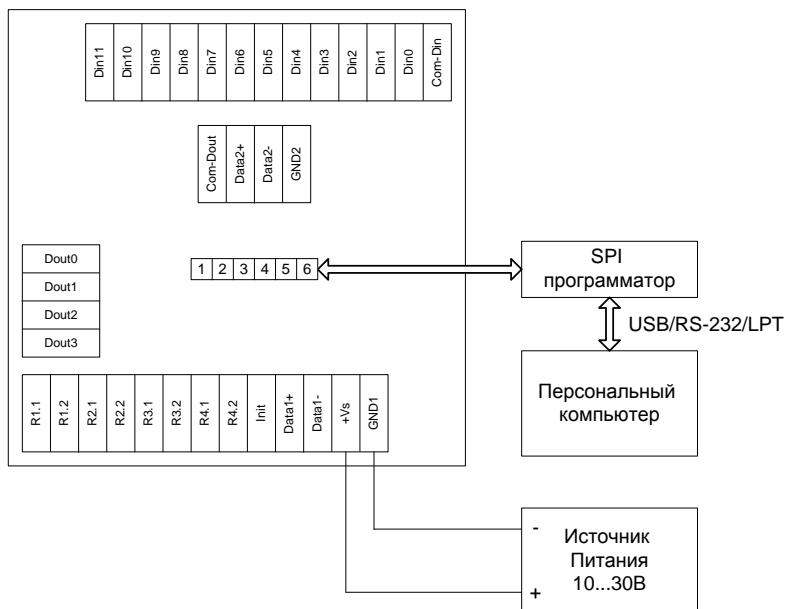 Din11
Din10
Din9
Din8
Din7
Din6
Din5
Din4
Din3
Din2
Din1
Din0
Com-Din
Com-Dout
Data2+
Data2-
GND2
Dout0
Dout1
Dout2
Dout3
1 2 3 4 5 6
SPI
программатор
USB/RS-232/LPT
Персональный
компьютер
R1.1
R1.2
R2.1
R2.2
R3.1
R3.2
R4.1
R4.2
Init
Data1+
Data1-
+Vs
GND1
-
+
Источник
Питания
10...30В